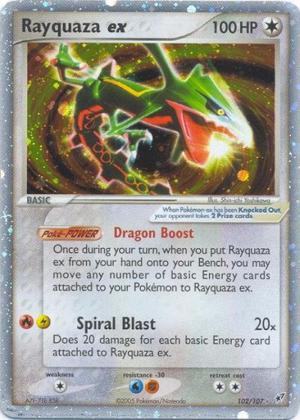 Rayquaza ex 100 HP
Illus. Shin-ichi Yoshikawa
BASIC
When Pokémon-ex has been Knocked Out,
your opponent takes 2 Prize cards.
Poké-POWER Dragon Boost
Once during your turn, when you put Rayquaza
ex from your hand onto your Bench, you may
move any number of basic Energy cards
attached to your Pokémon to Rayquaza ex.
Spiral Blast 20x
Does 20 damage for each basic Energy card
attached to Rayquaza ex.
weakness resistance -30 retreat cost
©2005 Pokémon/Nintendo 102/107